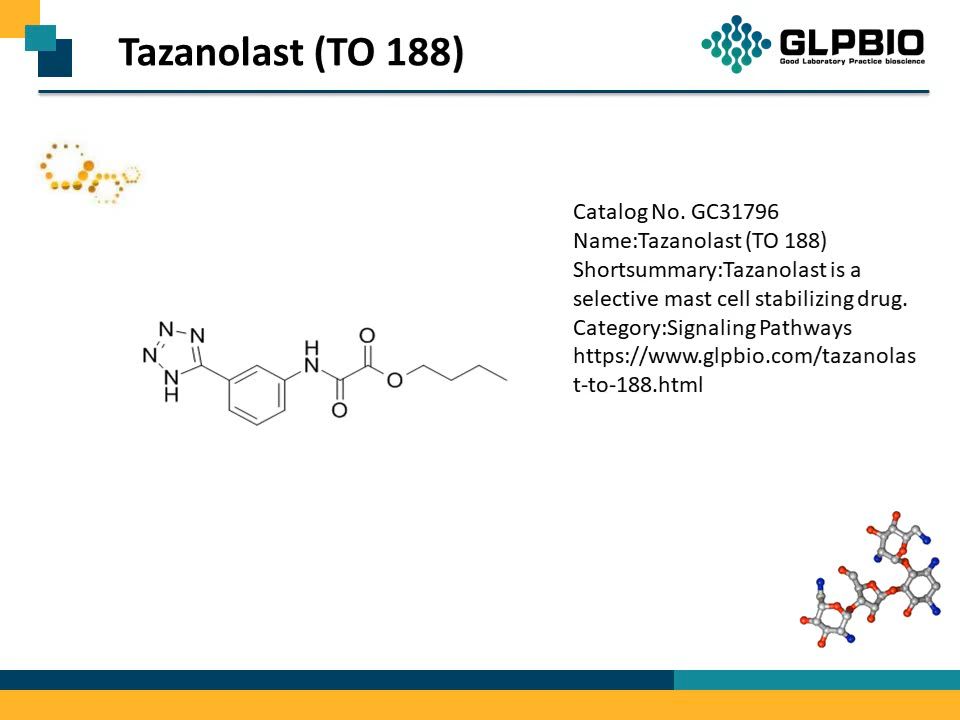 Tazanolast (TO 188)
GLPBIO
Good Laboratory Practice bioscience
Catalog No. GC31796
Name:Tazanolast (TO 188)
Shortsummary:Tazanolast is a
selective mast cell stabilizing drug.
Category:Signaling Pathways
https://www.glpbio.com/tazanolas
t-to-188.html
N
N
N
N
H
H
N
O
O
O